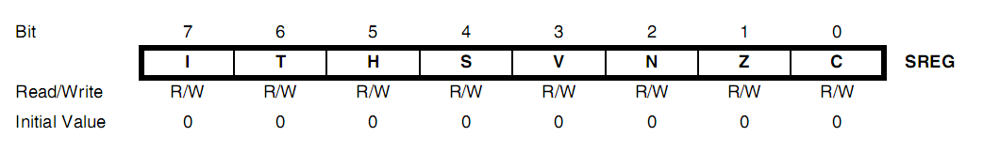 Bit 7 6 5 4 3 2 1 0
I T H S V N Z C SREG
Read/Write R/W R/W R/W R/W R/W R/W R/W R/W
Initial Value 0 0 0 0 0 0 0 0